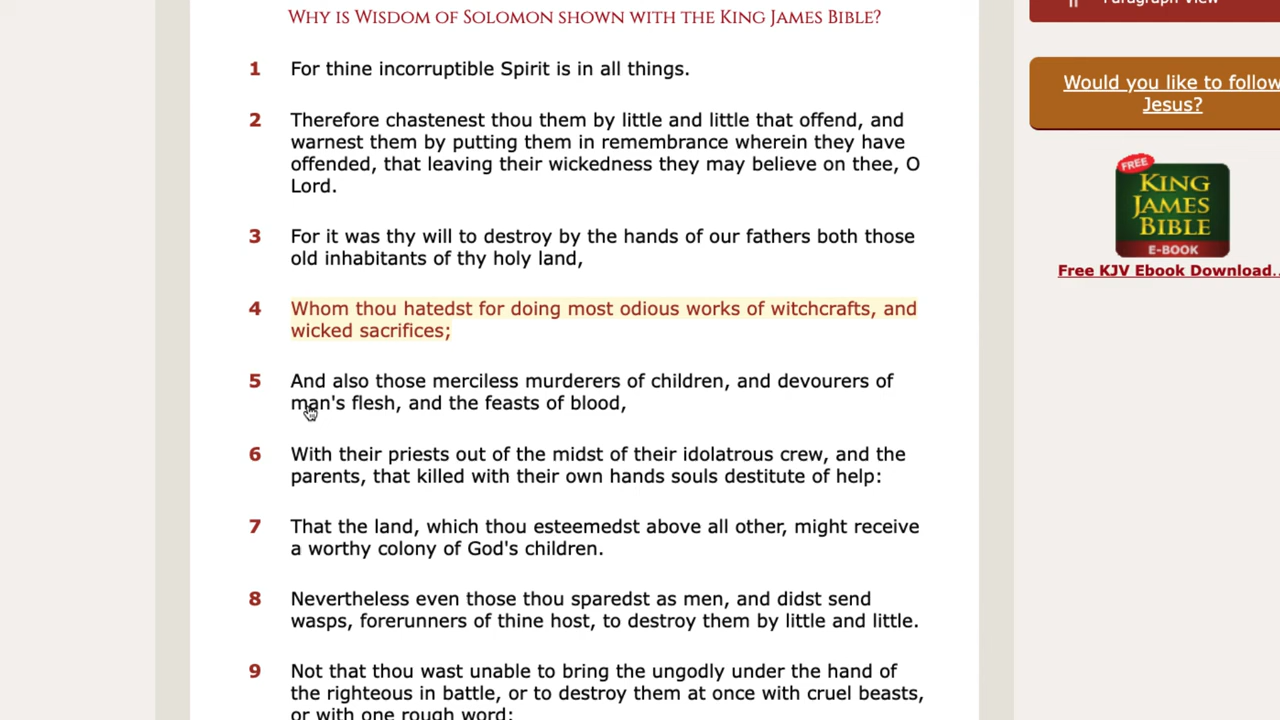 Why is Wisdom of Solomon shown with the King James Bible?
1 For thine incorruptible Spirit is in all things.
2 Therefore chastenest thou them by little and little that offend, and
warnest them by putting them in remembrance wherein they have
offended, that leaving their wickedness they may believe on thee, O
Lord.
3 For it was thy will to destroy by the hands of our fathers both those
old inhabitants of thy holy land,
4 Whom thou hatedst for doing most odious works of witchcrafts, and
wicked sacrifices;
5 And also those merciless murderers of children, and devourers of
man's flesh, and the feasts of blood,
6 With their priests out of the midst of their idolatrous crew, and the
parents, that killed with their own hands souls destitute of help:
7 That the land, which thou esteemedst above all other, might receive
a worthy colony of God's children.
8 Nevertheless even those thou sparedst as men, and didst send
wasps, forerunners of thine host, to destroy them by little and little.
9 Not that thou wast unable to bring the ungodly under the hand of
the righteous in battle, or to destroy them at once with cruel beasts,
or with one rough word:
Paragraph View
Would you like to follow
Jesus?
FREE
KING
JAMES
BIBLE
E-BOOK
Free KJV Ebook Download..